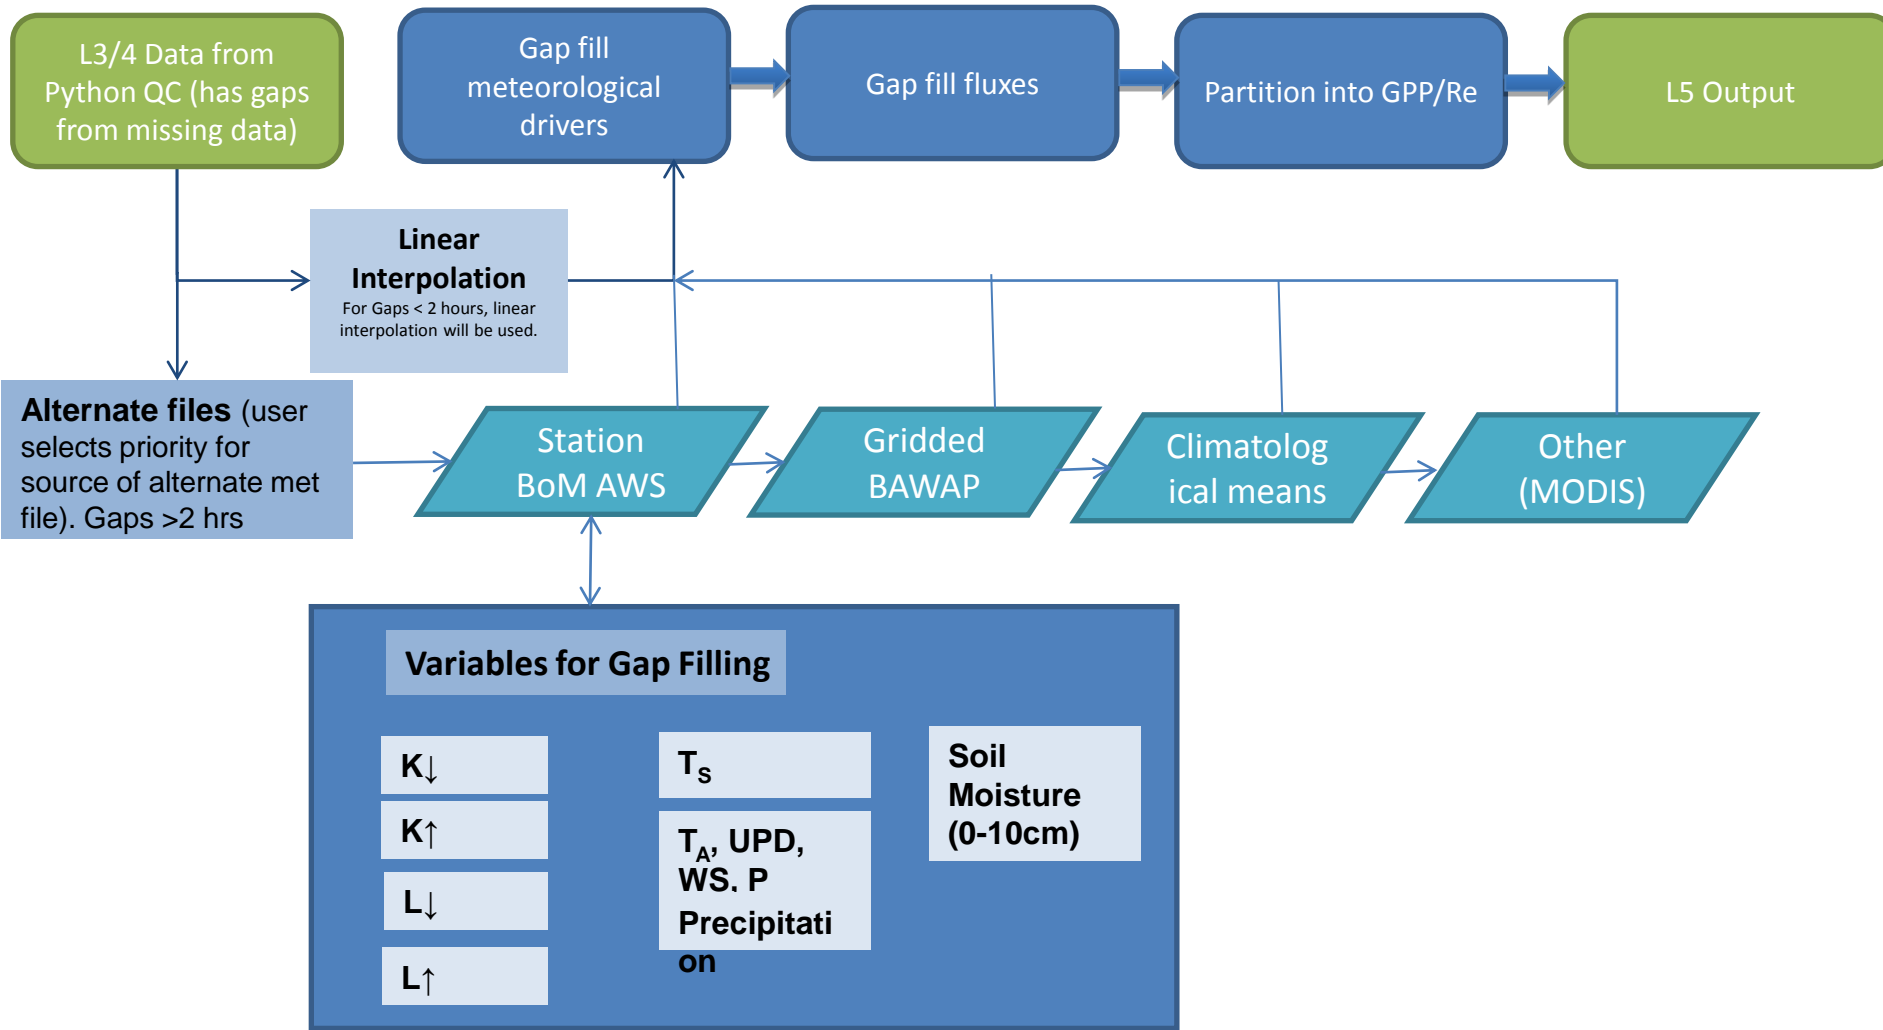 L3/4 Data from
Python QC (has gaps
from missing data)
Gap fill
meteorological
drivers
Gap fill fluxes
Partition into GPP/Re
L5 Output
Linear
Interpolation
For Gaps < 2 hours, linear
interpolation will be used.
Alternate files (user
selects priority for
source of alternate met
file). Gaps >2 hrs
Station
BoM AWS
Gridded
BAWAP
Climatolog
ical means
Other
(MODIS)
Variables for Gap Filling
K↓
K↑
L↓
L↑
TS
TA, UPD,
WS, P
Precipitati
on
Soil
Moisture
(0-10cm)